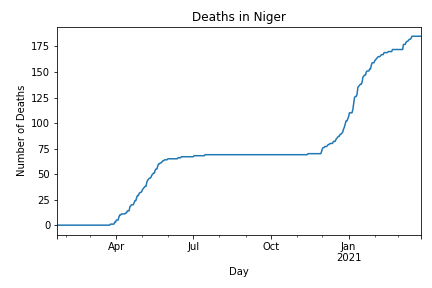 Deaths in Niger
Number of Deaths
175
150
125
100
75
50
25
0
Apr
Jul
Oct
Jan
2021
Day